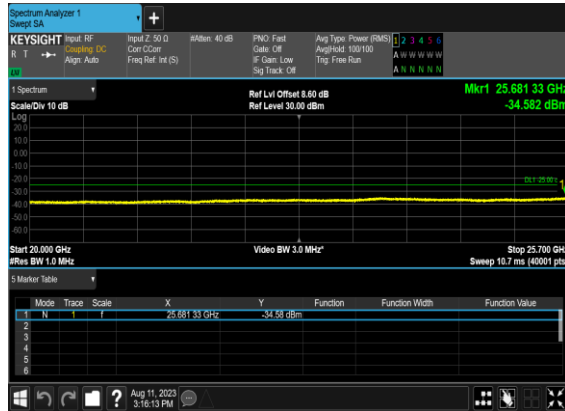 Spectrum Analyzer 1
Swept SA
+
KEYSIGHT Input: RF Input Z: 50 Ω #Atten: 40 dB PNO: Fast Avg Type: Power (RMS) 1 2 3 4 5 6
R T Coupling: DC Corr CCorr Gate: Off Avg|Hold: 100/100 A W W W W W
Align: Auto Freq Ref: Int (S) IF Gain: Low Trig: Free Run A N N N N N
Sig Track: Off
1 Spectrum Ref Lvl Offset 8.60 dB Mkr1 25.681 33 GHz
Scale/Div 10 dB Ref Level 30.00 dBm -34.582 dBm
Log
20.0
10.0
0.00
-10.0
-20.0
DL1 -25.00
1
-30.0
-40.0
-50.0
-60.0
Start 20.000 GHz Video BW 3.0 MHz* Stop 25.700 GHz
#Res BW 1.0 MHz Sweep 10.7 ms (40001 pts
5 Marker Table
Mode Trace Scale X Y Function Function Width Function Value
1 N 1 f 25.681 33 GHz -34.58 dBm
2
3
4
5
6
? Aug 11, 2023
3:16:13 PM